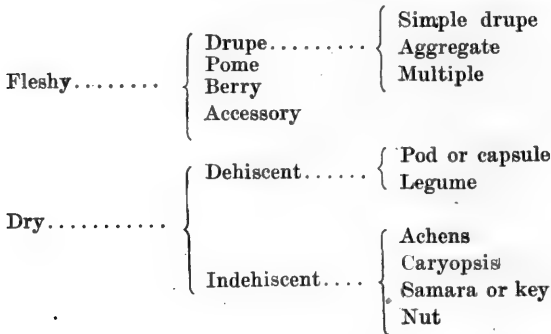 Simple drupe
Drupe......... Aggregate
Pome Multiple
Fleshy........ Berry
Accessory
Pod or capsule
Dehiscent...... Legume
Dry...........
Achens
Caryopsis
Indehiscent.... Samara or key
Nut